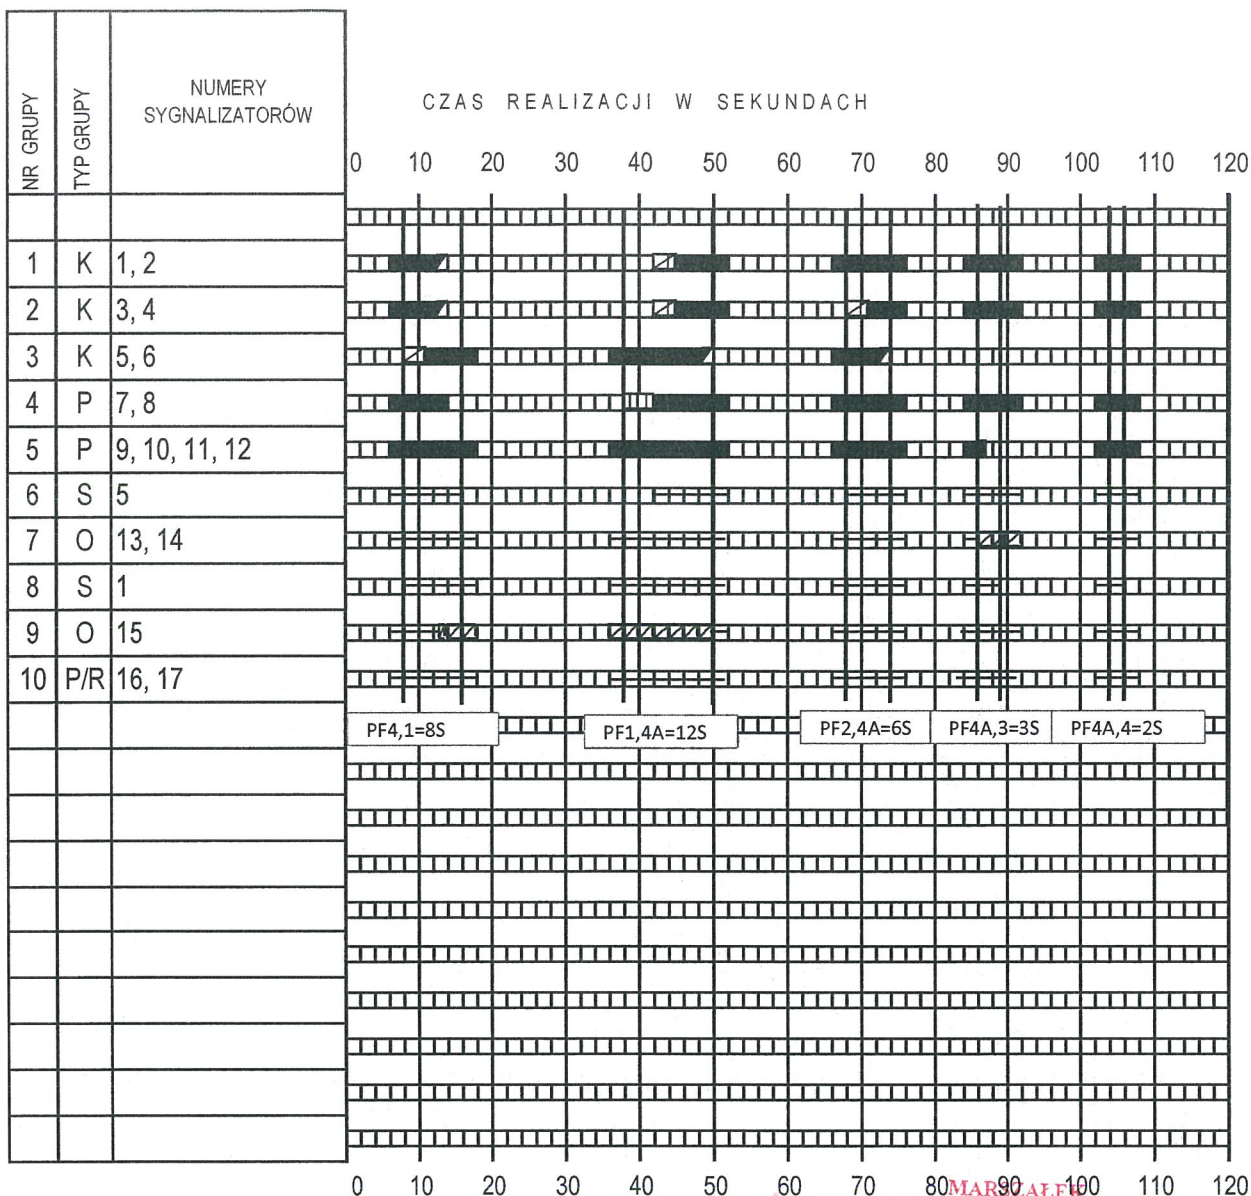 NR GRUPY
TYP GRUPY
NUMERY
SYGNALIZATORÓW
CZAS REALIZACJI W SEKUNDACH
0 10 20 30 40 50 60 70 80 90 100 110 120
1 K 1, 2
2 K 3, 4
3 K 5, 6
4 P 7, 8
5 P 9, 10, 11, 12
6 S 5
7 O 13, 14
8 S 1
9 O 15
10 P/R 16, 17
PF4,1=8S PF1,4A=12S PF2,4A=6S PF4A,3=3S PF4A,4=2S
0 10 20 30 40 50 60 70 80 90 100 110 120
MARSZAŁEK